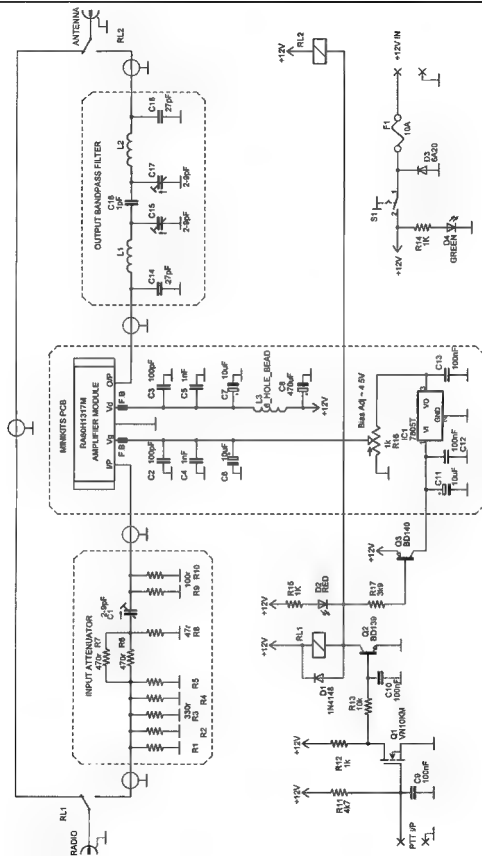 ANTENNA
RL2
OUTPUT BANDPASS FILTER
C16
27pF
L2
C17
2-9pF
C18
1pF
C15
2-9pF
L1
C14
27pF
MINIKITS PCB
RA60H1317M
AMPLIFIER MODULE
I/P
Vg
Vd
O/P
F B
F B
C2
100pF
C4
1nF
C6
10uF
C3
100pF
C5
1nF
C7
10uF
L3
6_HOLE_BEAD
C8
470uF
+12V
Bias Adj ~ 4 5V
R16
1k
IC1
7805T
VI
VO
GND
3
C13
100nF
C12
100nF
C11
10uF
INPUT ATTENUATOR
R1
R2
R3
330r
R4
R5
R6
470r
R7
470r
R8
47r
C1
2-9pF
R9
R10
100r
RL1
RADIO
+12V
RL2
+12V IN
F1
10A
D3
6A20
S1
1
2
+12V
R14
1K
D4
GREEN
+12V
Q3
BD140
+12V
R15
1K
D2
RED
R17
3k9
+12V
RL1
D1
1N4148
Q2
BD139
R13
10k
C10
100nF
+12V
R12
1k
Q1
VN10KM
+12V
R11
4k7
C9
100nF
PTT I/P